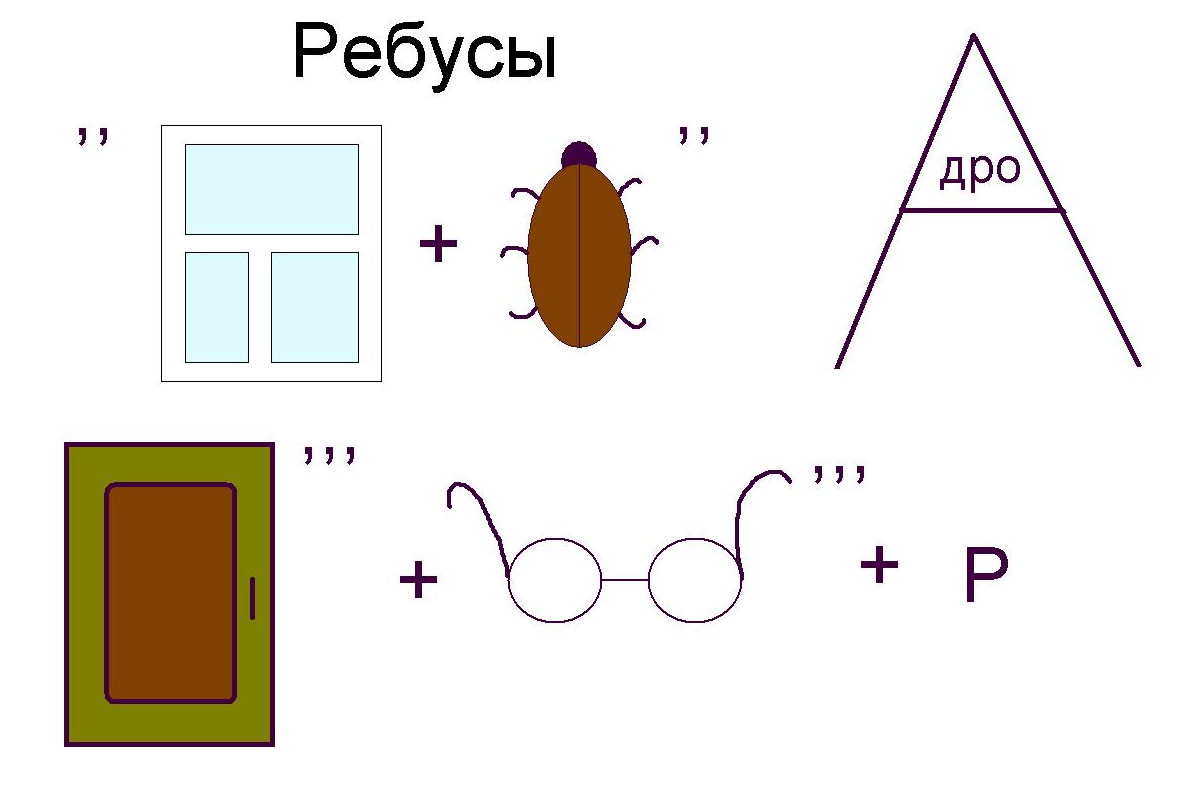 Ребусы
,, + ,,
дро
,,, + ,,, + Р